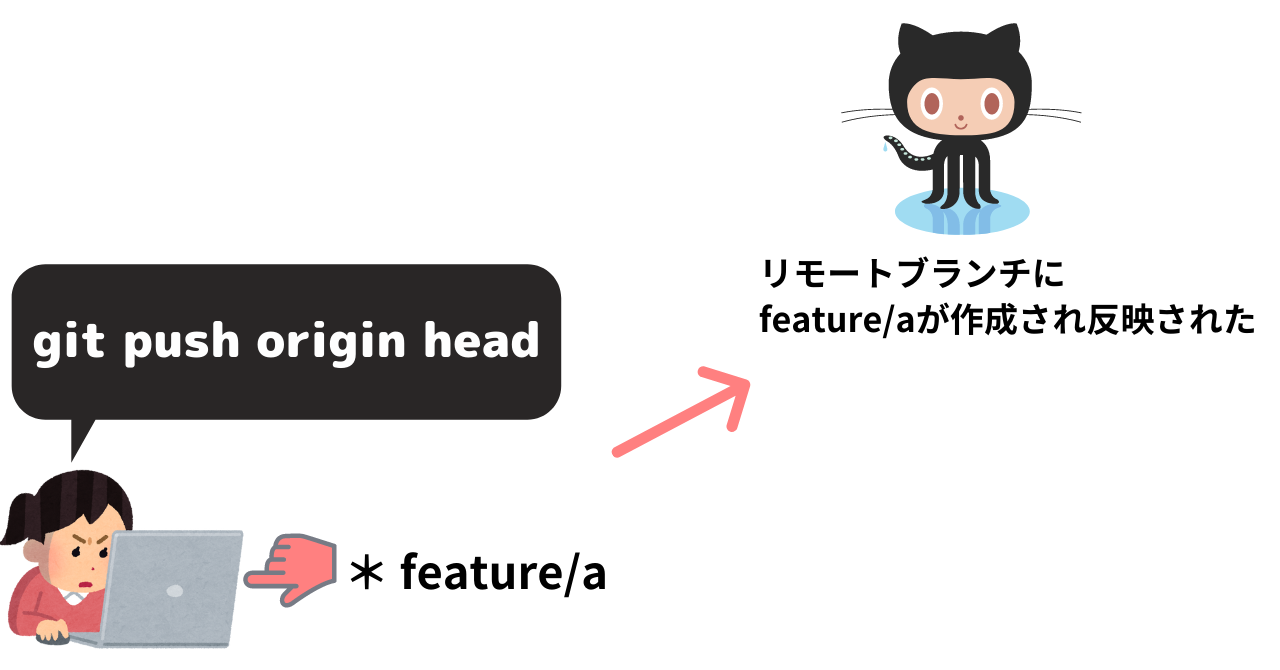 リモートブランチに
feature/aが作成され反映された
git push origin head
＊ feature/a